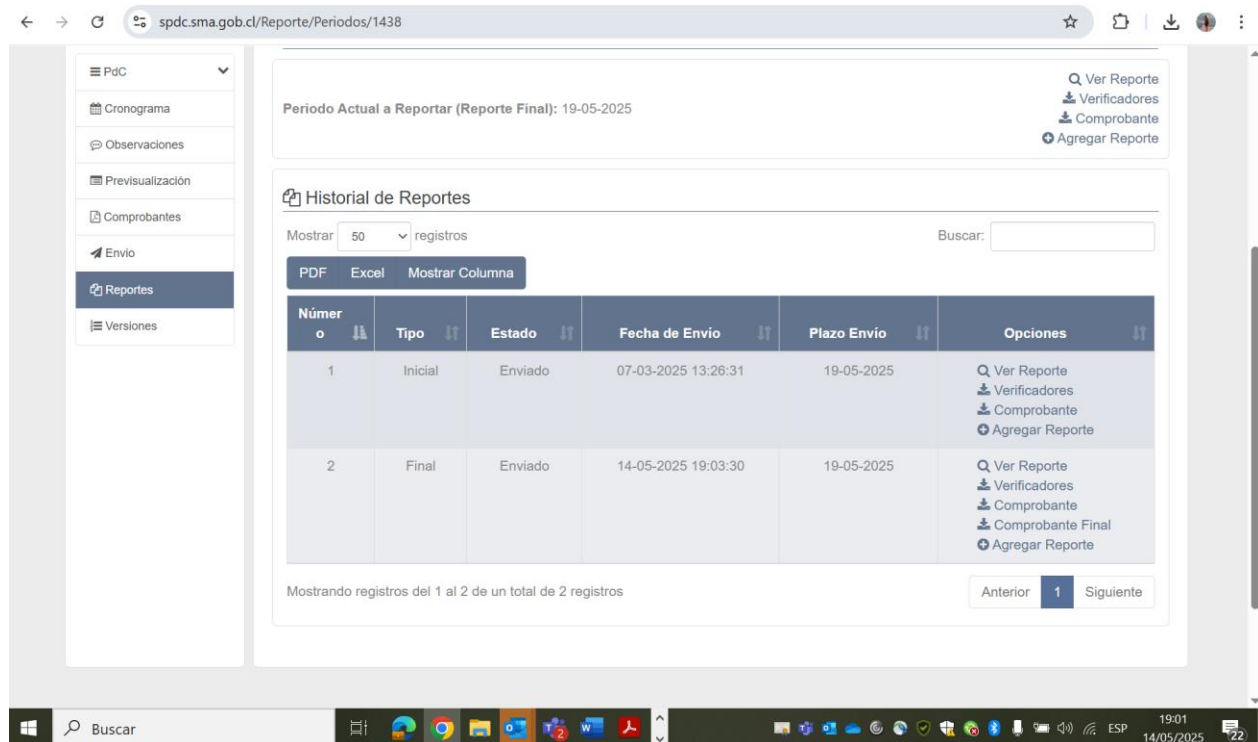 spdc.sma.gob.cl/Reporte/Periodos/1438
PdC
Cronograma
Observaciones
Previsualización
Comprobantes
Envio
Reportes
Versiones
Periodo Actual a Reportar (Reporte Final): 19-05-2025
Ver Reporte
Verificadores
Comprobante
Agregar Reporte
Historial de Reportes
Mostrar 50 registros Buscar:
PDF Excel Mostrar Columna
Númer
o Tipo Estado Fecha de Envío Plazo Envío Opciones
1 Inicial Enviado 07-03-2025 13:26:31 19-05-2025 Ver Reporte
Verificadores
Comprobante
Agregar Reporte
2 Final Enviado 14-05-2025 19:03:30 19-05-2025 Ver Reporte
Verificadores
Comprobante
Comprobante Final
Agregar Reporte
Mostrando registros del 1 al 2 de un total de 2 registros Anterior 1 Siguiente
Buscar 2 ESP 19:01
14/05/2025 22